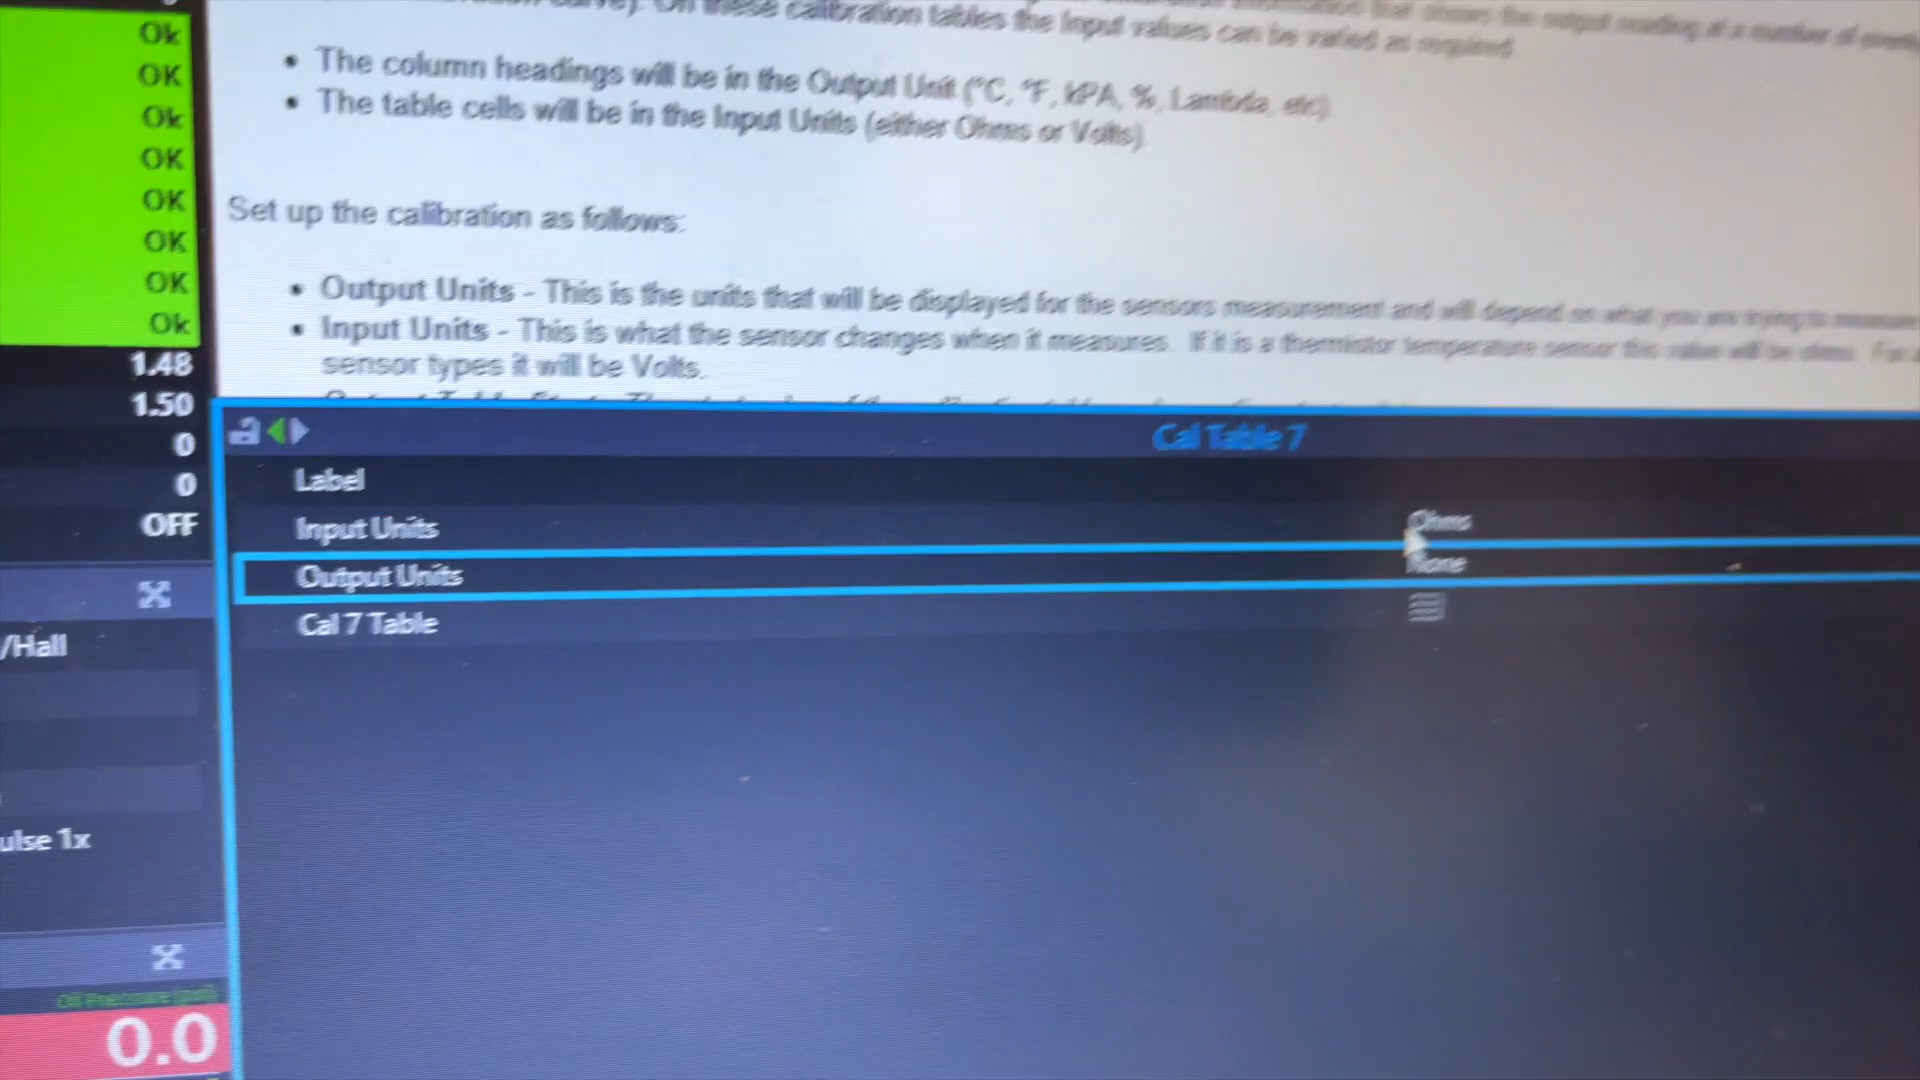 Ok
OK
Ok
OK
OK
OK
OK
Ok
1.48
1.50
0
0
OFF
/Hall
ulse 1x
Oil Pressure (psi)
0.0
On these calibration tables the Input values can be varied as required
• The column headings will be in the Output Unit (°C, °F, kPA, %, Lambda, etc)
• The table cells will be in the Input Units (either Ohms or Volts).
Set up the calibration as follows:
• Output Units - This is the units that will be displayed for the sensors measurement and will depend on what you are trying to measure
• Input Units - This is what the sensor changes when it measures. If it is a thermistor temperature sensor this value will be ohms. For
sensor types it will be Volts.
Cal Table 7
Label
Input Units Ohms
Output Units None
Cal 7 Table